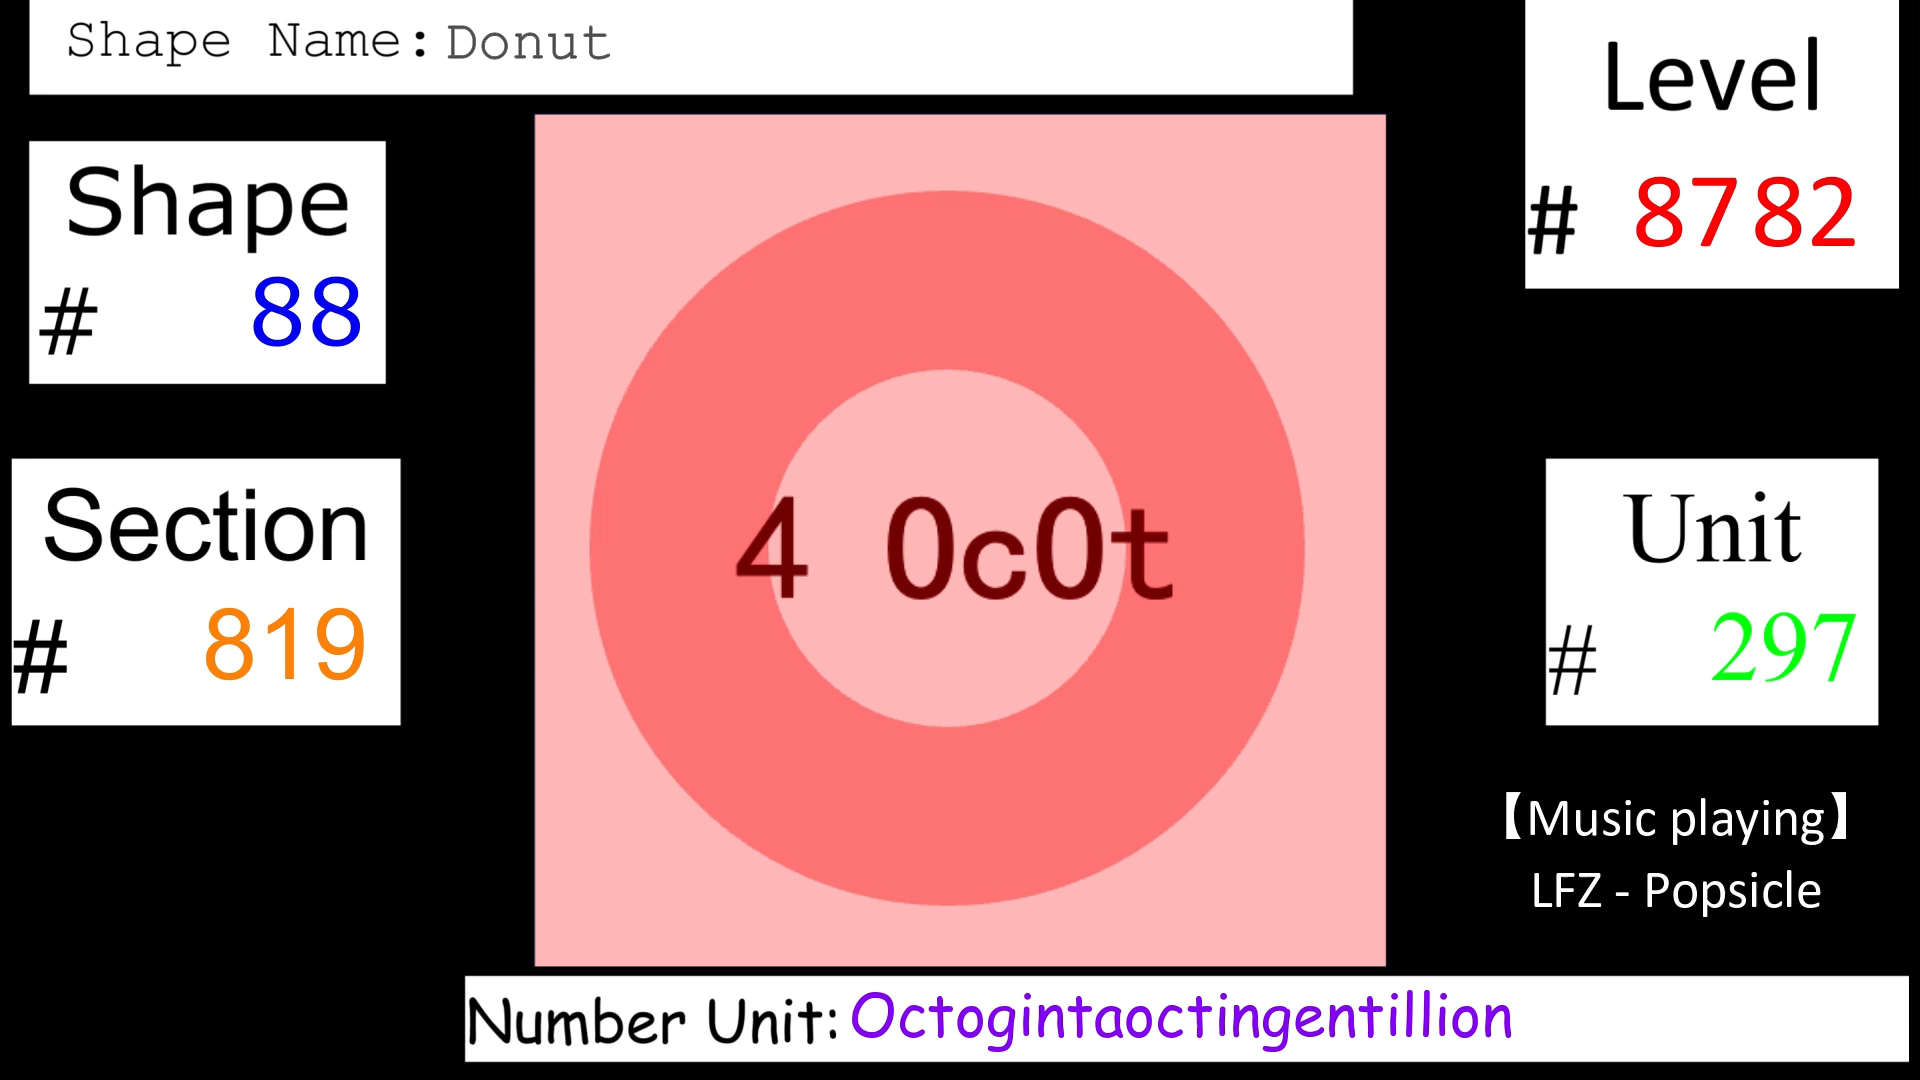 Shape Name: Donut
Level
# 8782
Shape
# 88
4 0c0t
Section
# 819
Unit
# 297
【Music playing】
LFZ - Popsicle
Number Unit: Octogintaoctingentillion